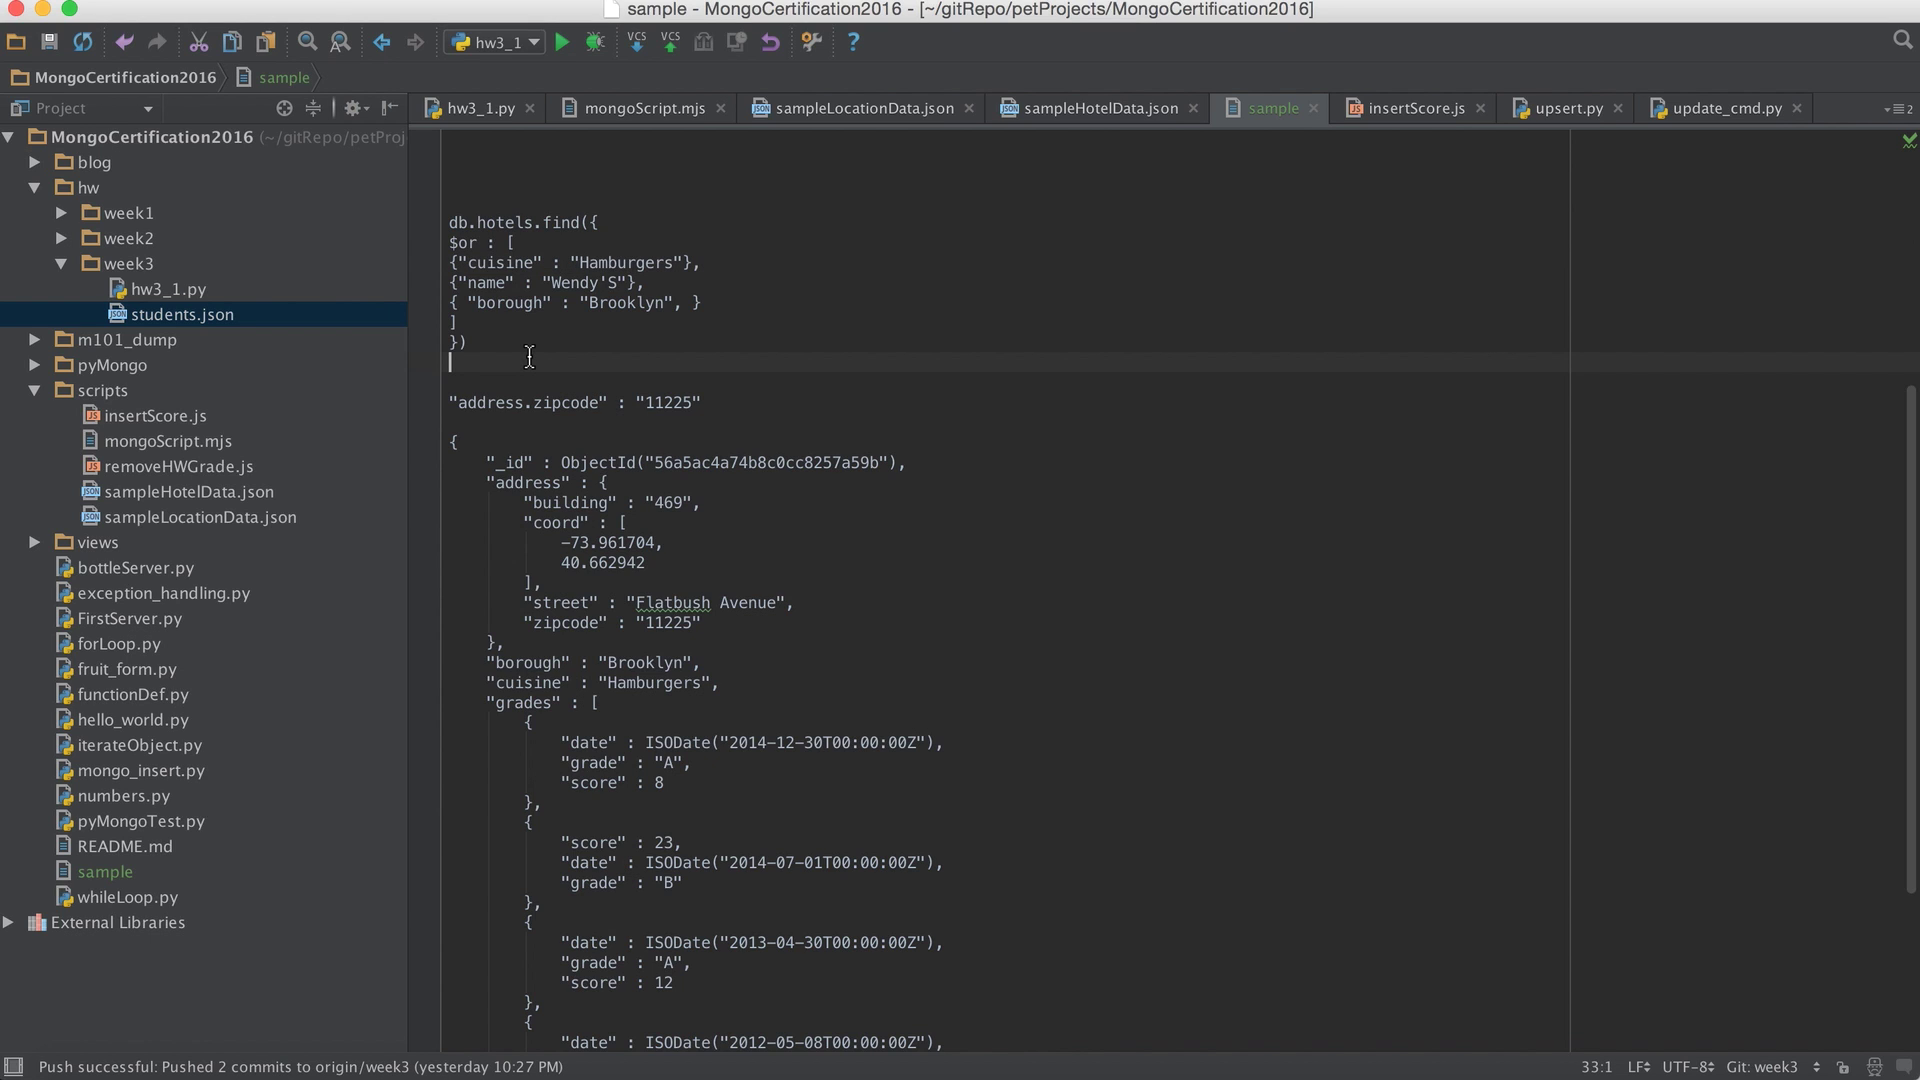 sample - MongoCertification2016 - [~/gitRepo/petProjects/MongoCertification2016]
hw3_1
VCS
VCS
?
MongoCertification2016
sample
Project
hw3_1.py
mongoScript.mjs
sampleLocationData.json
sampleHotelData.json
sample
insertScore.js
upsert.py
update_cmd.py
2
MongoCertification2016 (~/gitRepo/petProj
blog
hw
week1
week2
week3
hw3_1.py
students.json
m101_dump
pyMongo
scripts
insertScore.js
mongoScript.mjs
removeHWGrade.js
sampleHotelData.json
sampleLocationData.json
views
bottleServer.py
exception_handling.py
FirstServer.py
forLoop.py
fruit_form.py
functionDef.py
hello_world.py
iterateObject.py
mongo_insert.py
numbers.py
pyMongoTest.py
README.md
sample
whileLoop.py
External Libraries
db.hotels.find({
$or : [
{"cuisine" : "Hamburgers"},
{"name" : "Wendy'S"},
{ "borough" : "Brooklyn", }
]
})
"address.zipcode" : "11225"
{
"_id" : ObjectId("56a5ac4a74b8c0cc8257a59b"),
"address" : {
"building" : "469",
"coord" : [
-73.961704,
40.662942
],
"street" : "Flatbush Avenue",
"zipcode" : "11225"
},
"borough" : "Brooklyn",
"cuisine" : "Hamburgers",
"grades" : [
{
"date" : ISODate("2014-12-30T00:00:00Z"),
"grade" : "A",
"score" : 8
},
{
"score" : 23,
"date" : ISODate("2014-07-01T00:00:00Z"),
"grade" : "B"
},
{
"date" : ISODate("2013-04-30T00:00:00Z"),
"grade" : "A",
"score" : 12
},
{
"date" : ISODate("2012-05-08T00:00:00Z"),
Push successful: Pushed 2 commits to origin/week3 (yesterday 10:27 PM)
33:1 LF UTF-8 Git: week3